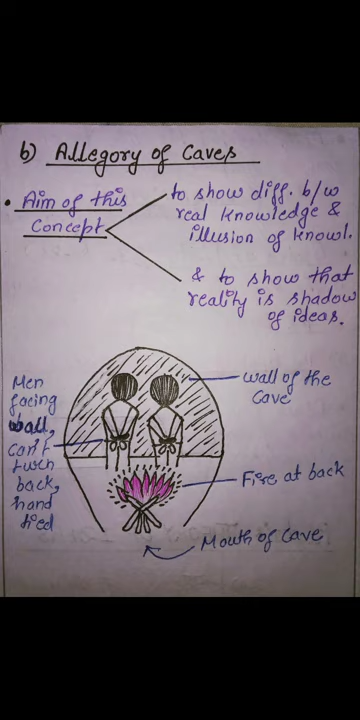 b) Allegory of Caves
• Aim of this
Concept
to show diff. b/w
real knowledge &
illusion of knowl.
& to show that
reality is shadow
of ideas.
Men
facing
wall,
can't
turn
back,
hand
tied
Wall of the
Cave
Fire at back
Mouth of Cave